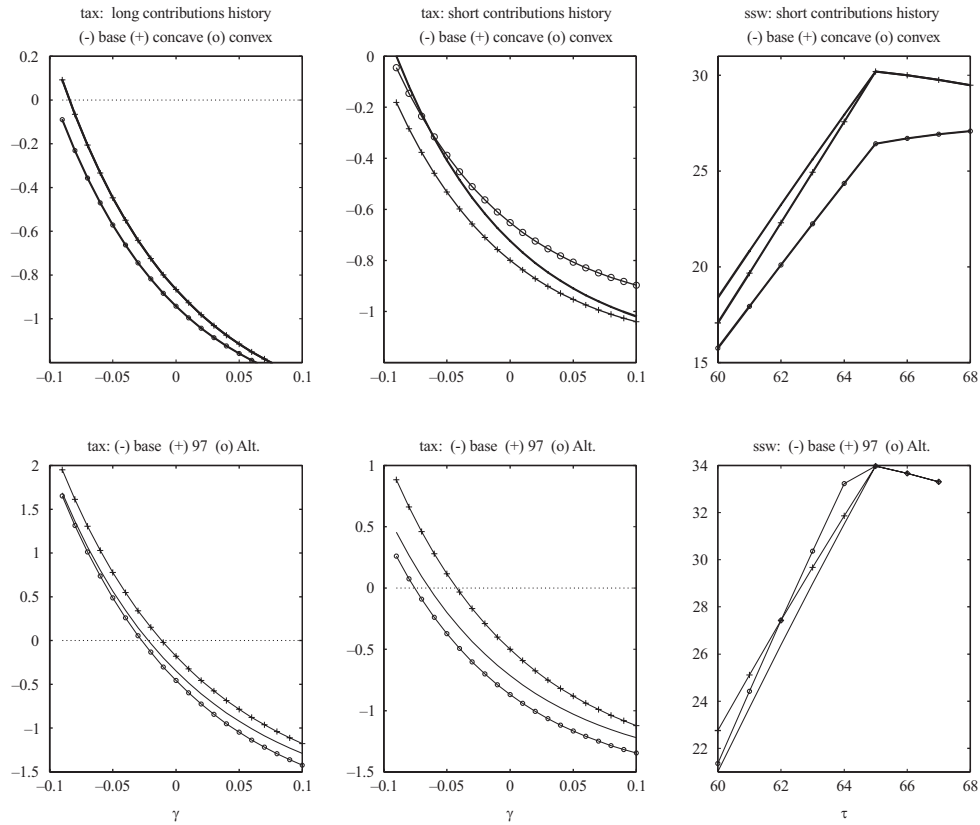 tax: long contributions history
(-) base (+) concave (o) convex
0.2
0
–0.2
–0.4
–0.6
–0.8
–1
–0.1 –0.05 0 0.05 0.1
tax: short contributions history
(-) base (+) concave (o) convex
0
–0.2
–0.4
–0.6
–0.8
–1
–1.2
–0.1 –0.05 0 0.05 0.1
ssw: short contributions history
(-) base (+) concave (o) convex
30
25
20
15
60 62 64 66 68
tax: (-) base (+) 97 (o) Alt.
2
1.5
1
0.5
0
–0.5
–1
–1.5
–0.1 –0.05 0 0.05 0.1
γ
tax: (-) base (+) 97 (o) Alt.
1
0.5
0
–0.5
–1
–1.5
–0.1 –0.05 0 0.05 0.1
γ
ssw: (-) base (+) 97 (o) Alt.
34
32
30
28
26
24
22
60 62 64 66 68
τ